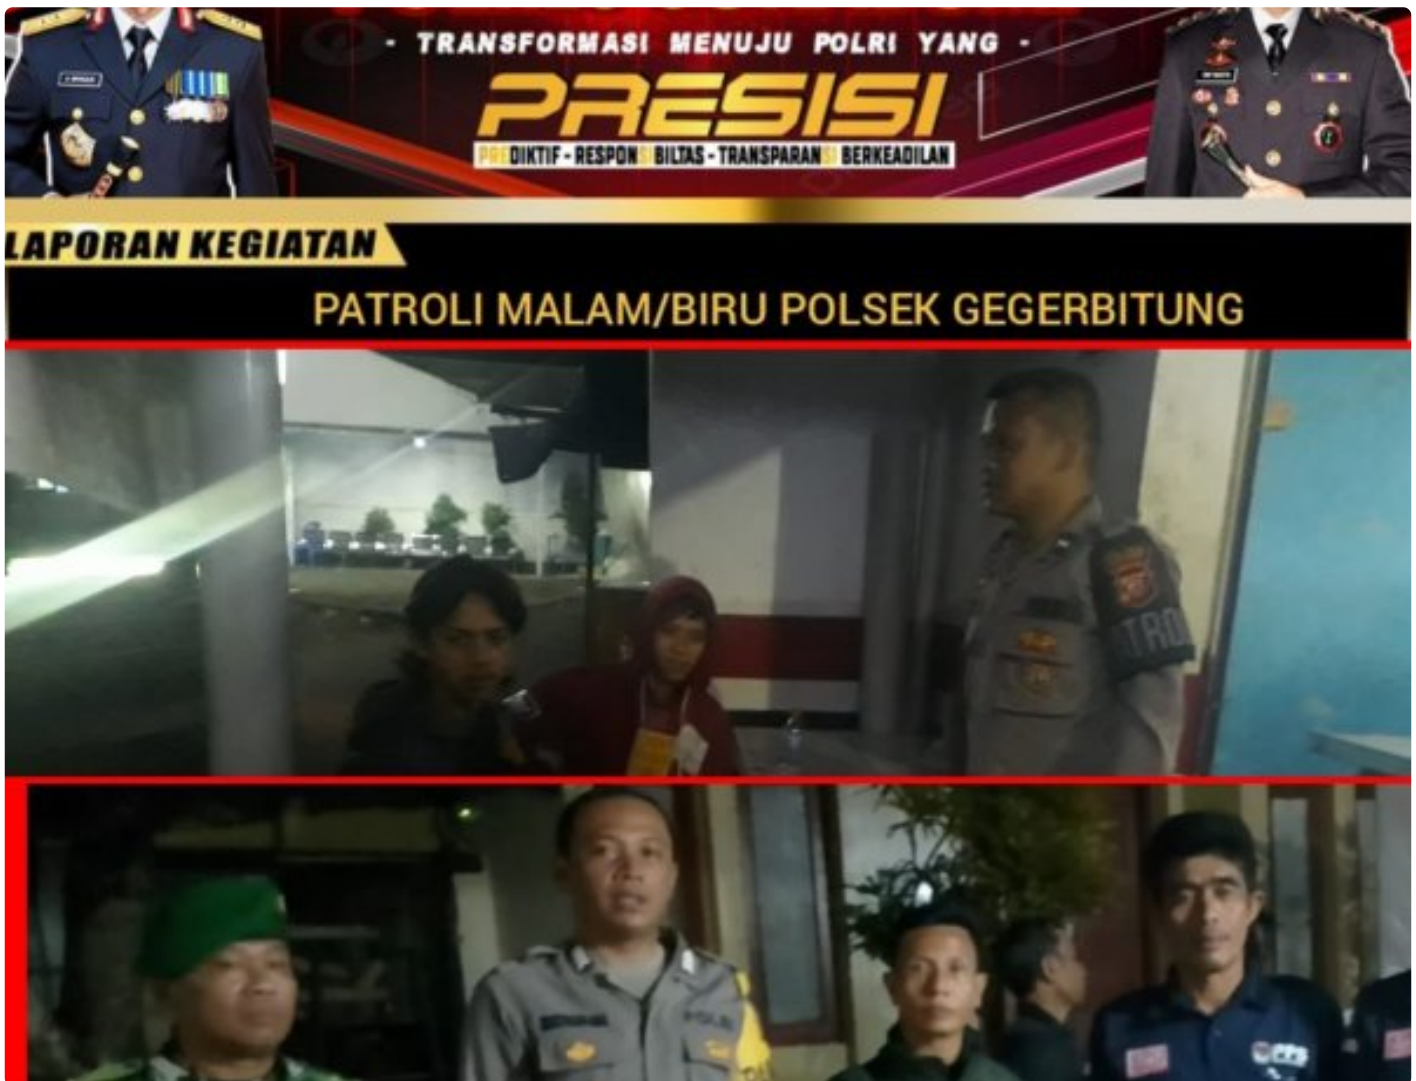 - TRANSFORMASI MENUJU POLRI YANG -
PRESISI
PREDIKTIF - RESPONSIBILTAS - TRANSPARANSI BERKEADILAN
LAPORAN KEGIATAN
PATROLI MALAM/BIRU POLSEK GEGERBITUNG